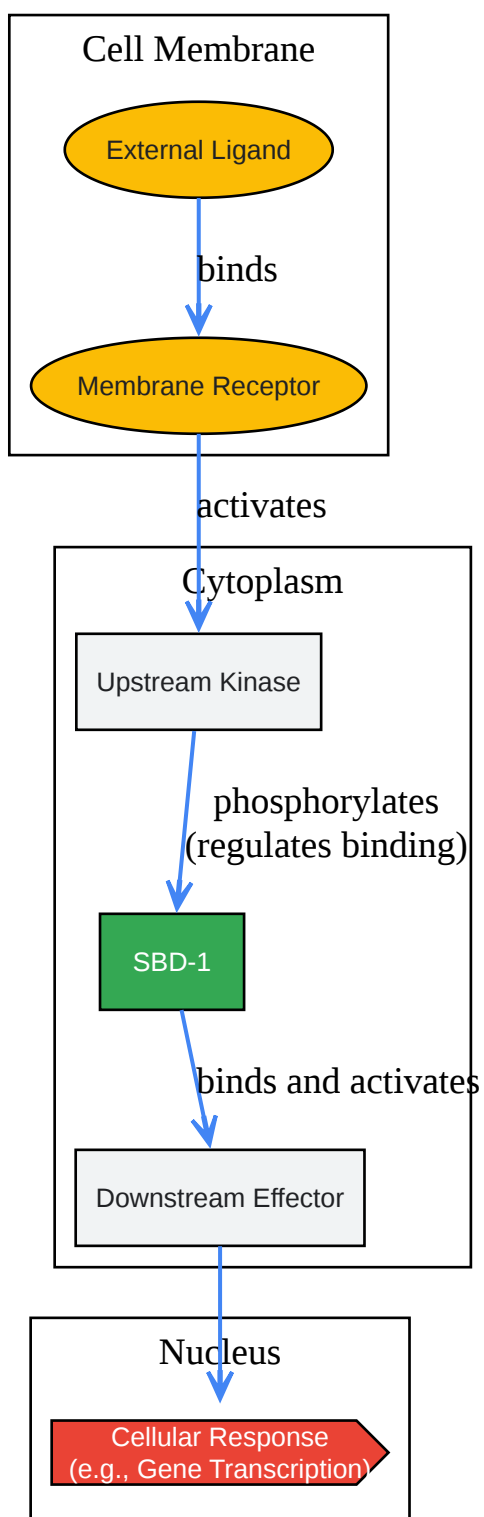 Cell Membrane
External Ligand
binds
Membrane Receptor
activates
Cytoplasm
Upstream Kinase
phosphorylates
(regulates binding)
SBD-1
binds and activates
Downstream Effector
Nucleus
Cellular Response
(e.g., Gene Transcription)